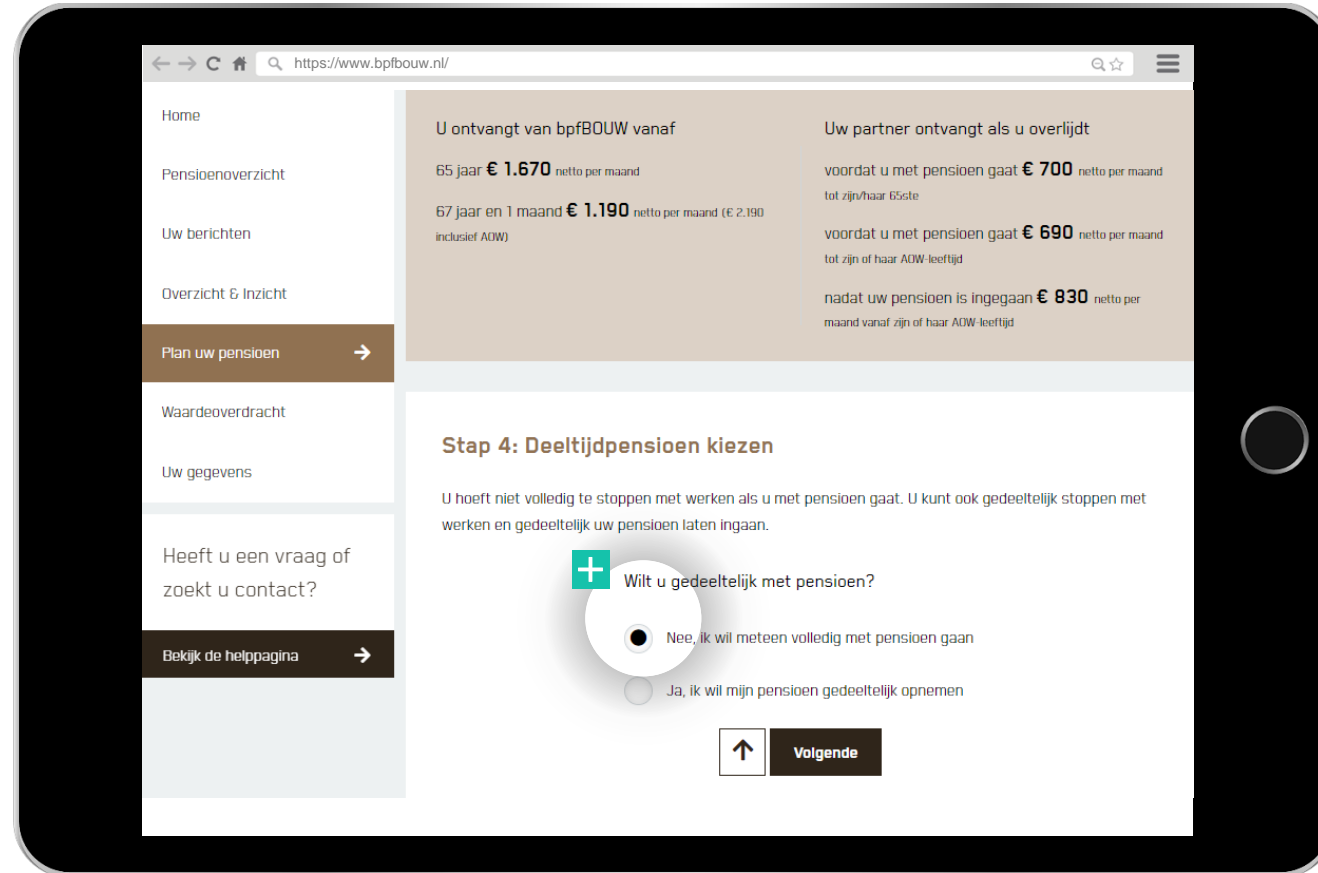 https://www.bpfbouw.nl/
Home
Pensioenoverzicht
Uw berichten
Overzicht & Inzicht
Plan uw pensioen
Waardeoverdracht
Uw gegevens
Heeft u een vraag of
zoekt u contact?
Bekijk de helppagina
U ontvangt van bpfBOUW vanaf
65 jaar € 1.670 netto per maand
67 jaar en 1 maand € 1.190 netto per maand (€ 2.190
inclusief AOW)
Uw partner ontvangt als u overlijdt
voordat u met pensioen gaat € 700 netto per maand
tot zijn/haar 65ste
voordat u met pensioen gaat € 690 netto per maand
tot zijn of haar AOW-leeftijd
nadat uw pensioen is ingegaan € 830 netto per
maand vanaf zijn of haar AOW-leeftijd
Stap 4: Deeltijdpensioen kiezen
U hoeft niet volledig te stoppen met werken als u met pensioen gaat. U kunt ook gedeeltelijk stoppen met
werken en gedeeltelijk uw pensioen laten ingaan.
Wilt u gedeeltelijk met pensioen?
Nee, ik wil meteen volledig met pensioen gaan
Ja, ik wil mijn pensioen gedeeltelijk opnemen
Volgende